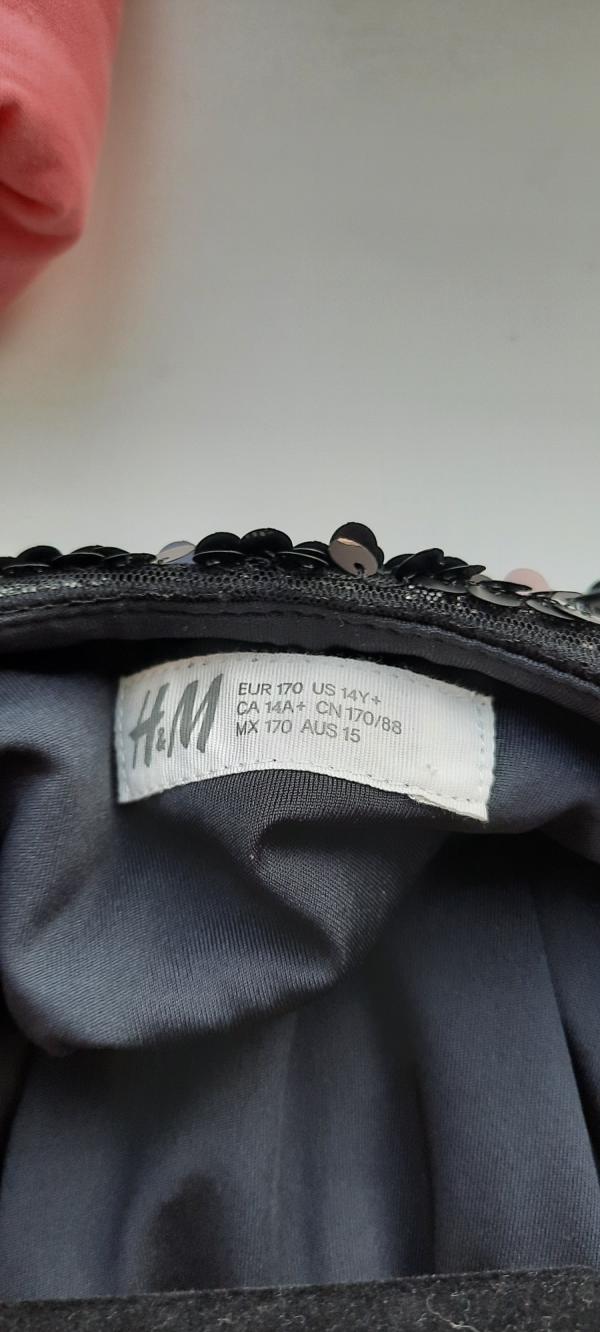 H&M
EUR 170 US 14Y+
CA 14A+ CN 170/88
MX 170 AUS 15